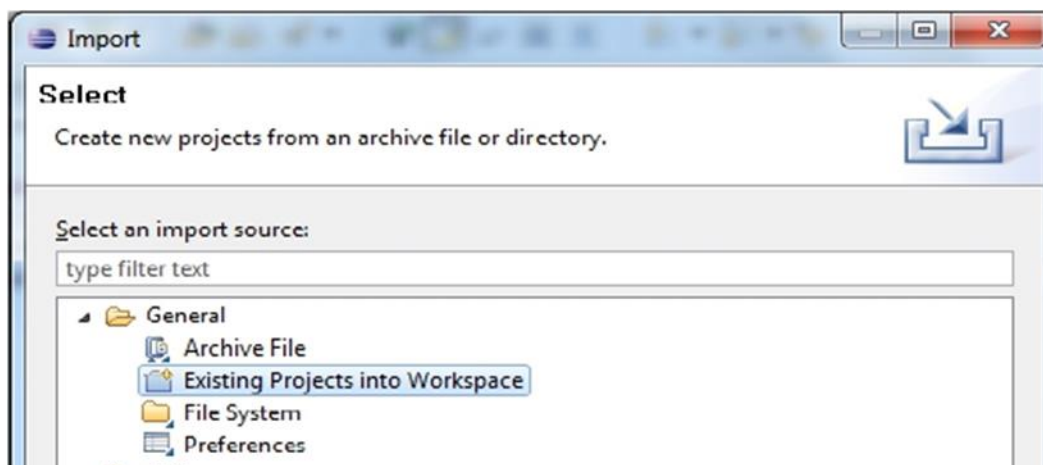 Import
Select
Create new projects from an archive file or directory.
Select an import source:
type filter text
General
Archive File
Existing Projects into Workspace
File System
Preferences